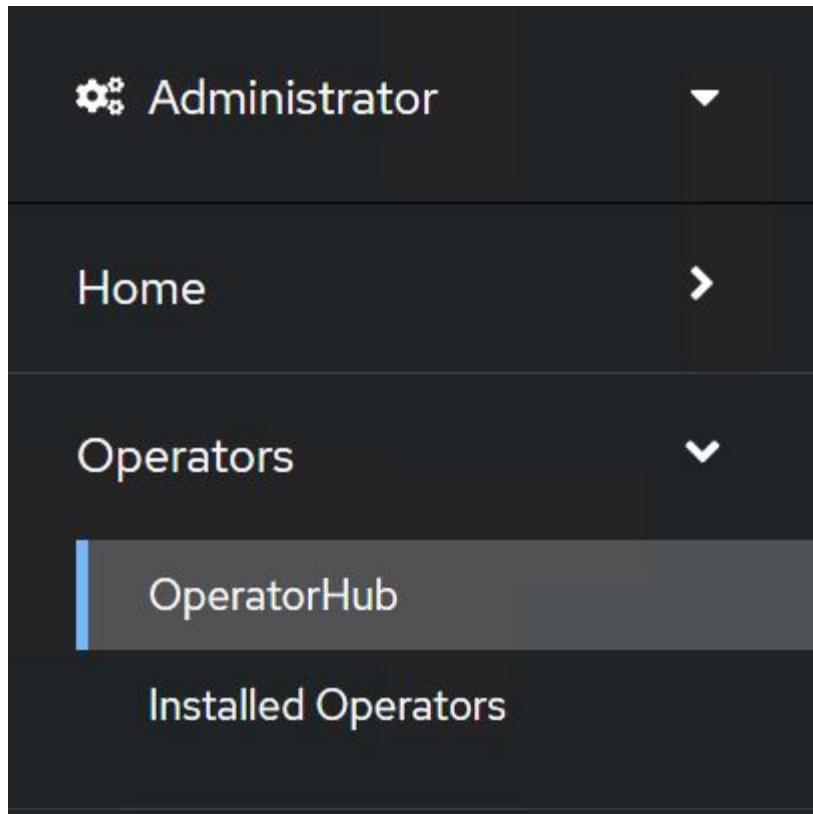 Administrator
Home
Operators
OperatorHub
Installed Operators